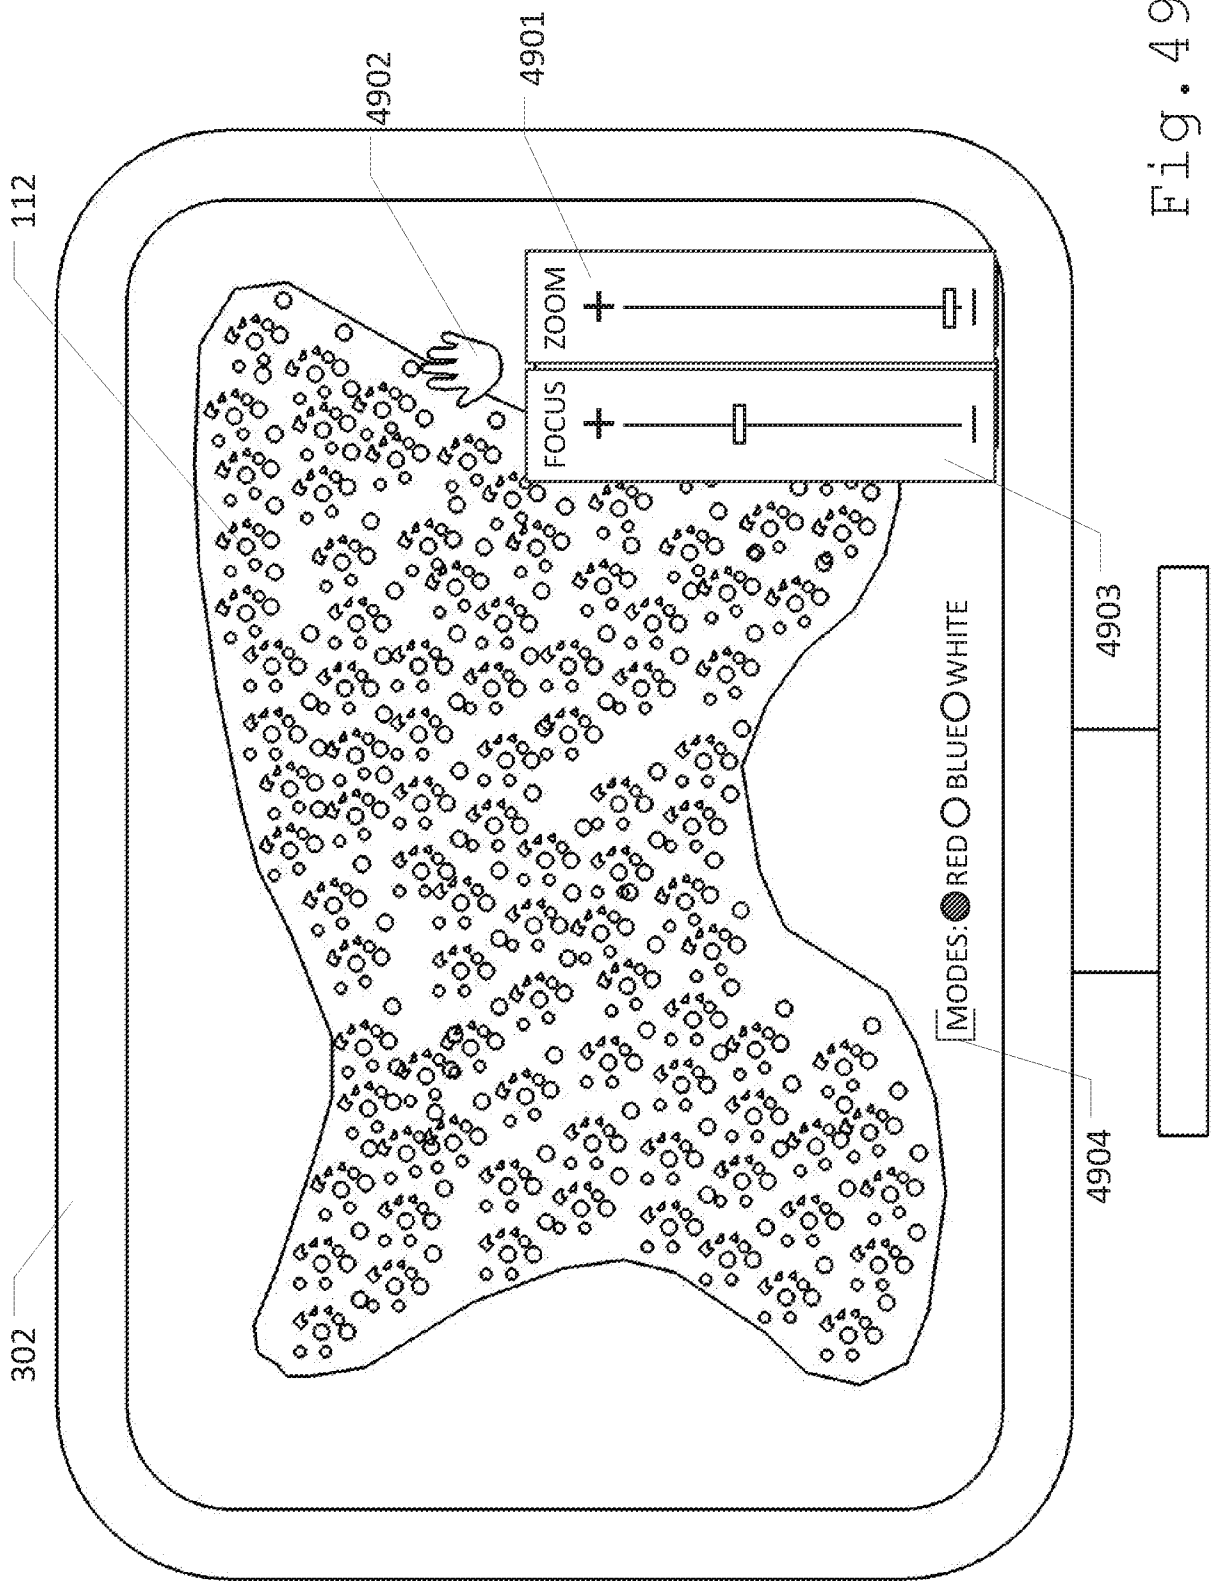 302
112
4902
4901
FOCUS
ZOOM
+
+
−
−
MODES: RED BLUE WHITE
4904
4903
Fig. 49